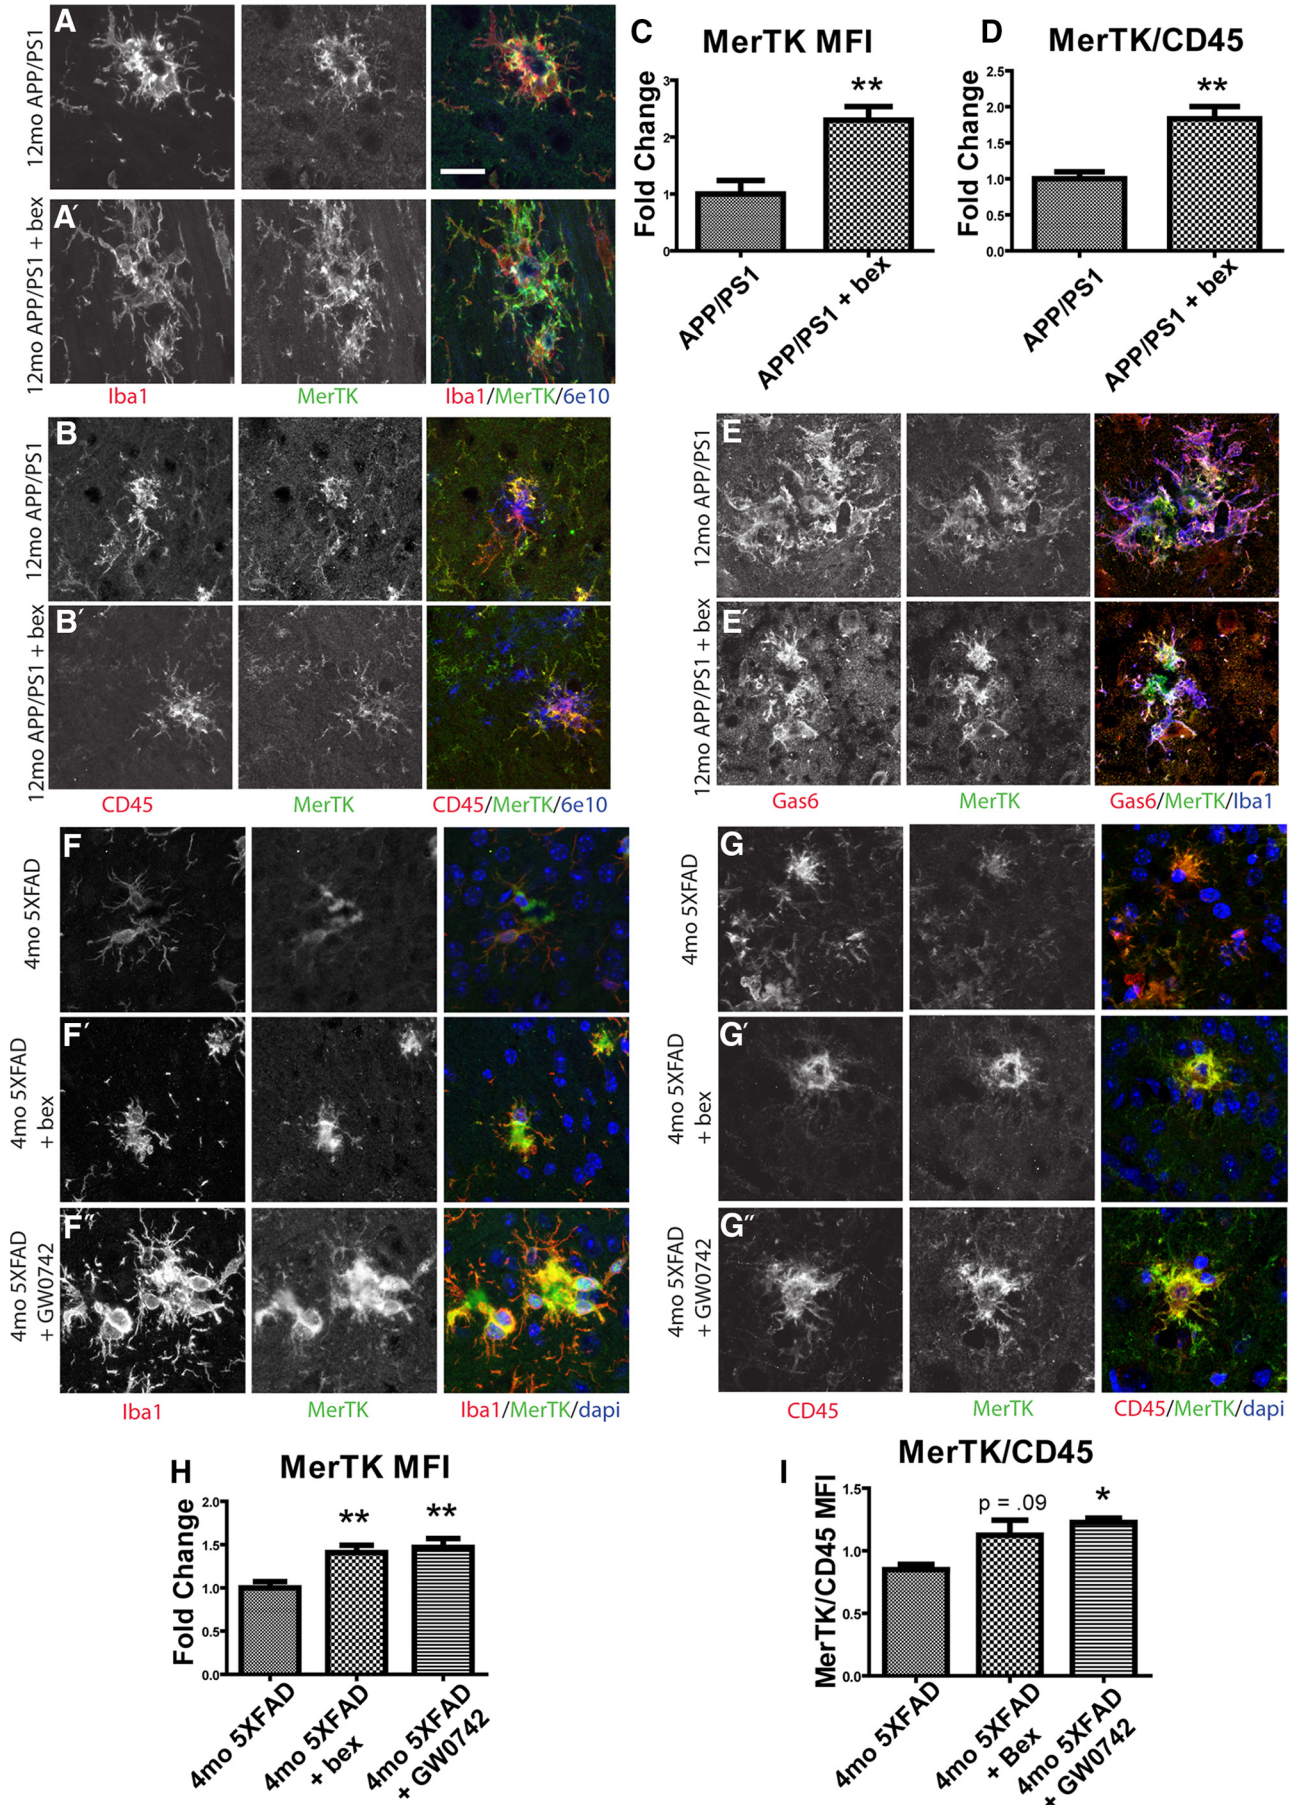 A
12mo APP/PS1
A′
12mo APP/PS1 + bex
Iba1
MerTK
Iba1/MerTK/6e10
C
MerTK MFI
Fold Change
3
2
1
0
**
APP/PS1
APP/PS1 + bex
D
MerTK/CD45
Fold Change
2.5
2.0
1.5
1.0
0.5
0.0
**
APP/PS1
APP/PS1 + bex
B
12mo APP/PS1
B′
12mo APP/PS1 + bex
CD45
MerTK
CD45/MerTK/6e10
E
12mo APP/PS1
E′
12mo APP/PS1 + bex
Gas6
MerTK
Gas6/MerTK/Iba1
F
4mo 5XFAD
F′
4mo 5XFAD
+ bex
F″
4mo 5XFAD
+ GW0742
Iba1
MerTK
Iba1/MerTK/dapi
G
4mo 5XFAD
G′
4mo 5XFAD
+ bex
G″
4mo 5XFAD
+ GW0742
CD45
MerTK
CD45/MerTK/dapi
H
MerTK MFI
Fold Change
2.0
1.5
1.0
0.5
0.0
**
**
4mo 5XFAD
4mo 5XFAD
+ bex
4mo 5XFAD
+ GW0742
I
MerTK/CD45
MerTK/CD45 MFI
1.5
1.0
0.5
0.0
p = .09
*
4mo 5XFAD
4mo 5XFAD
+ Bex
4mo 5XFAD
+ GW0742